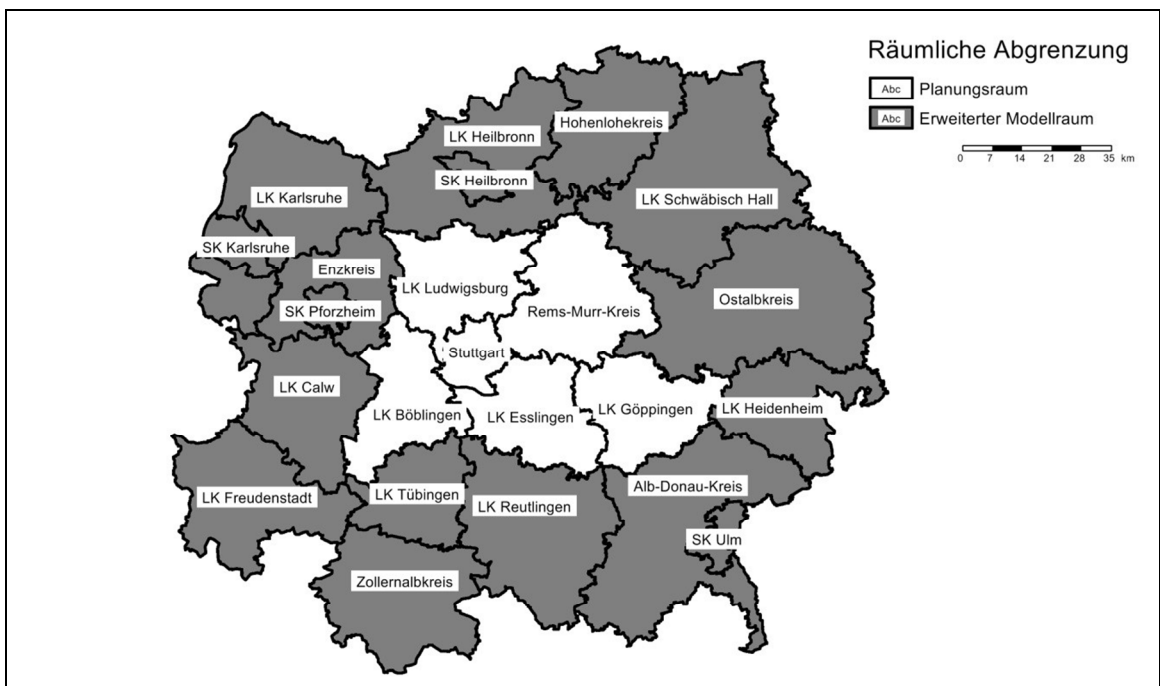 Räumliche Abgrenzung
Abc Planungsraum
Abc Erweiterter Modellraum
0 7 14 21 28 35 km
Hohenlohekreis
LK Heilbronn
SK Heilbronn
LK Karlsruhe
LK Schwäbisch Hall
SK Karlsruhe
Enzkreis
LK Ludwigsburg
Ostalbkreis
SK Pforzheim
Rems-Murr-Kreis
Stuttgart
LK Calw
LK Böblingen
LK Esslingen
LK Göppingen
LK Heidenheim
LK Freudenstadt
LK Tübingen
LK Reutlingen
Alb-Donau-Kreis
SK Ulm
Zollernalbkreis